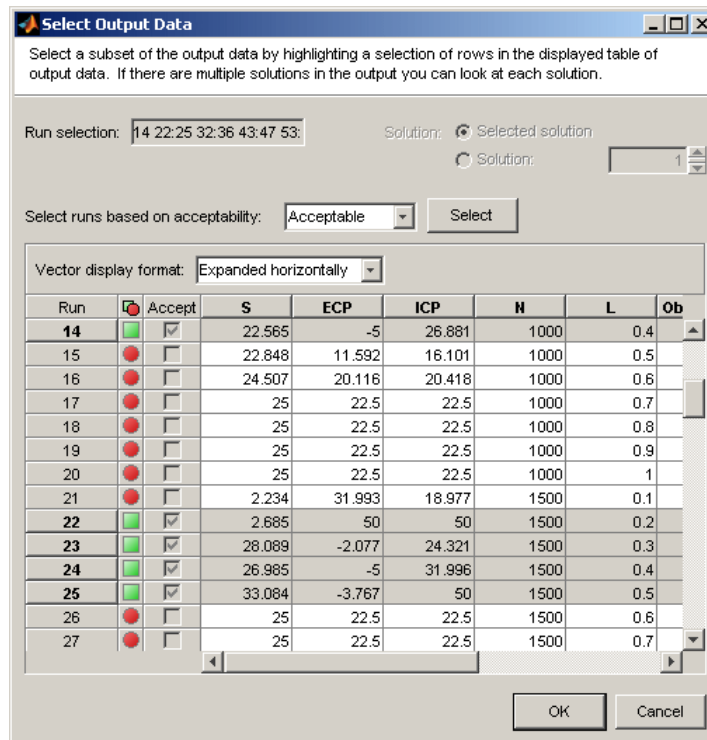 Select Output Data
Select a subset of the output data by highlighting a selection of rows in the displayed table of
output data. If there are multiple solutions in the output you can look at each solution.
Run selection: 14 22:25 32:36 43:47 53: Solution: Selected solution
Solution: 1
Select runs based on acceptability: Acceptable Select
Vector display format: Expanded horizontally
Run Accept S ECP ICP N L Ob
14 22.565 -5 26.881 1000 0.4
15 22.848 11.592 16.101 1000 0.5
16 24.507 20.116 20.418 1000 0.6
17 25 22.5 22.5 1000 0.7
18 25 22.5 22.5 1000 0.8
19 25 22.5 22.5 1000 0.9
20 25 22.5 22.5 1000 1
21 2.234 31.993 18.977 1500 0.1
22 2.685 50 50 1500 0.2
23 28.089 -2.077 24.321 1500 0.3
24 26.985 -5 31.996 1500 0.4
25 33.084 -3.767 50 1500 0.5
26 25 22.5 22.5 1500 0.6
27 25 22.5 22.5 1500 0.7
OK Cancel